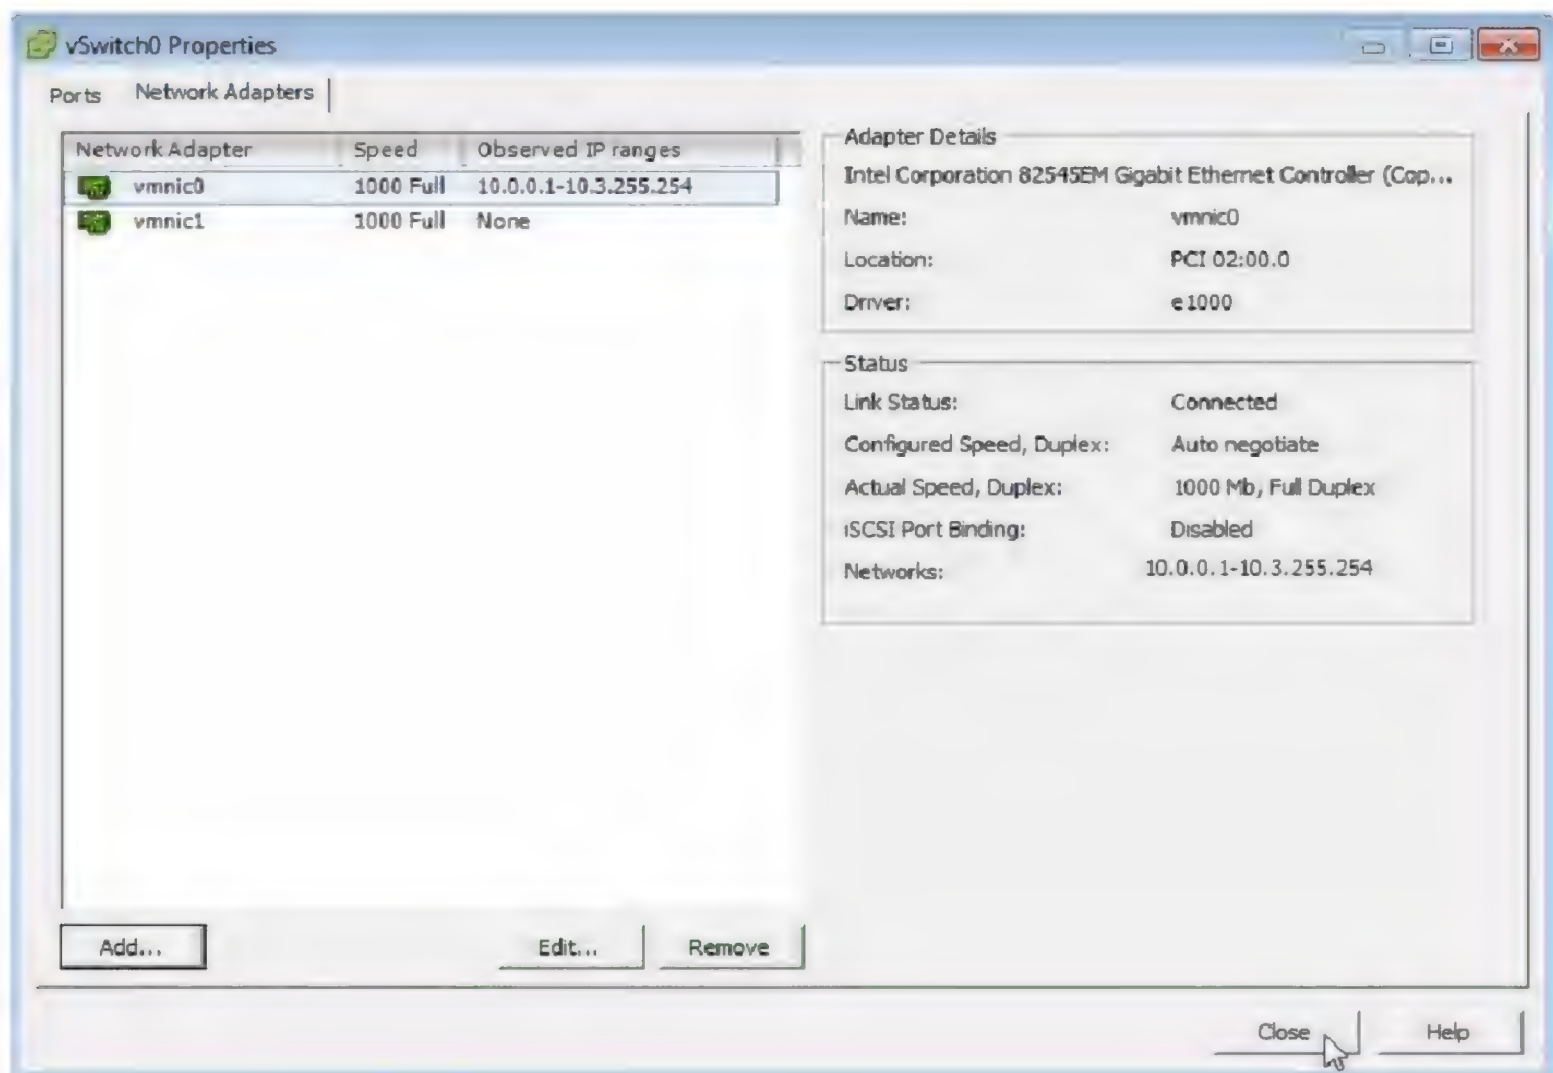 vSwitch0 Properties
Ports Network Adapters
Network Adapter Speed Observed IP ranges
vmnic0 1000 Full 10.0.0.1-10.3.255.254
vmnic1 1000 Full None
Adapter Details
Intel Corporation 82545EM Gigabit Ethernet Controller (Cop...
Name: vmnic0
Location: PCI 02:00.0
Driver: e1000
Status
Link Status: Connected
Configured Speed, Duplex: Auto negotiate
Actual Speed, Duplex: 1000 Mb, Full Duplex
iSCSI Port Binding: Disabled
Networks: 10.0.0.1-10.3.255.254
Add... Edit... Remove
Close Help